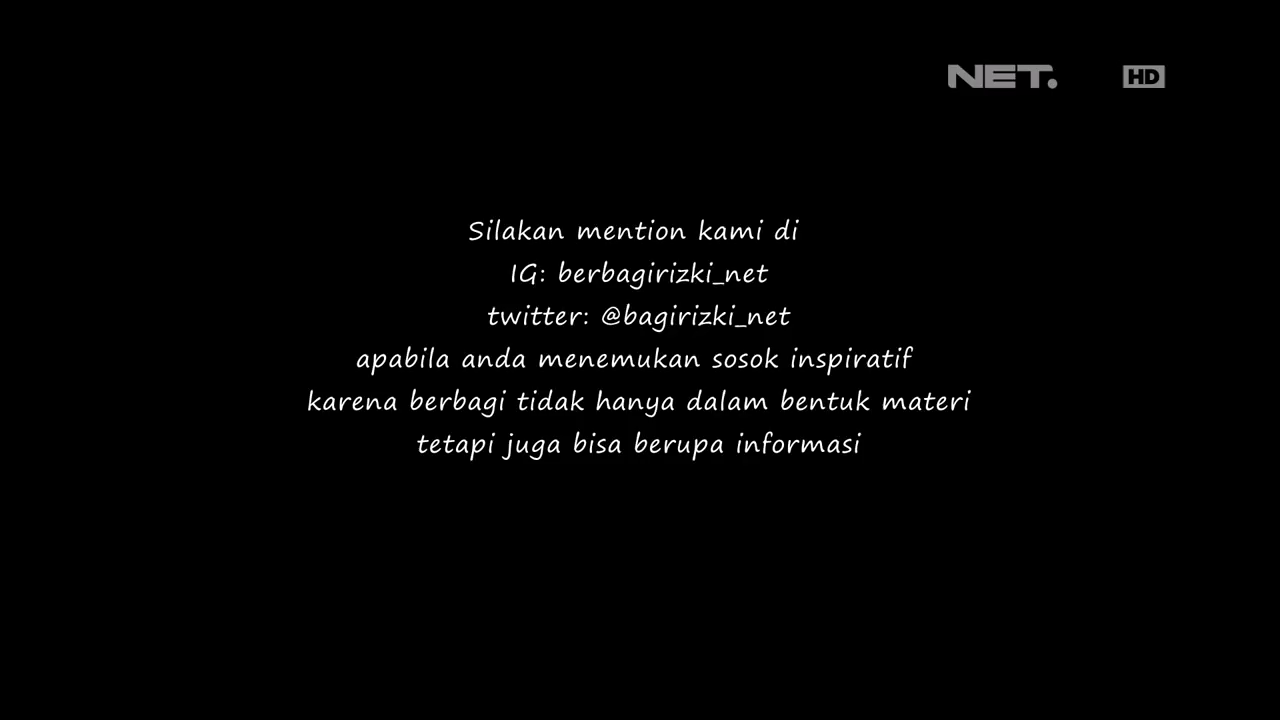 NET. HD
Silakan mention kami di
IG: berbagirizki_net
twitter: @bagirizki_net
apabila anda menemukan sosok inspiratif
karena berbagi tidak hanya dalam bentuk materi
tetapi juga bisa berupa informasi